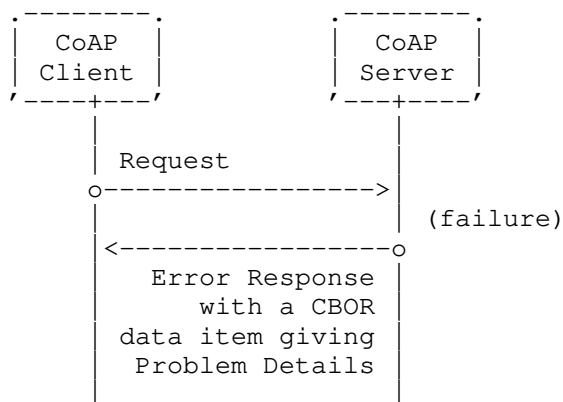 CoAP CoAP
Client Server
Request
(failure)
Error Response
with a CBOR
data item giving
Problem Details